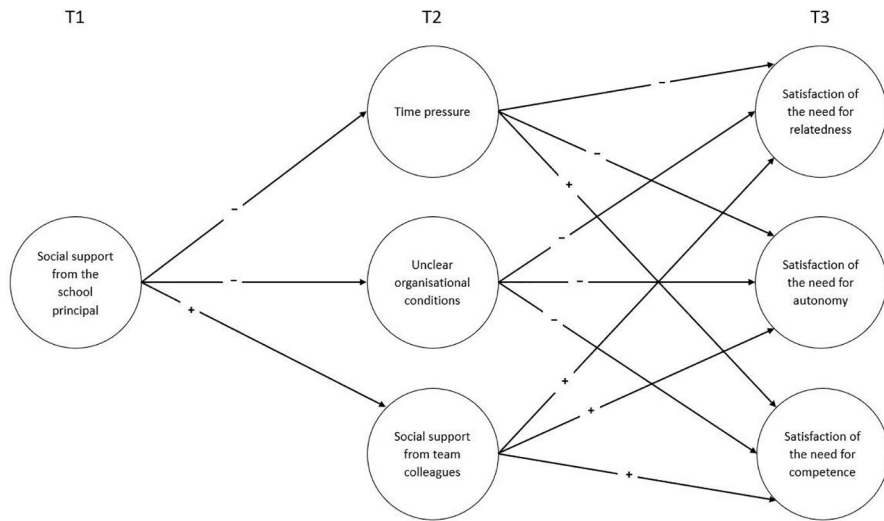 T1
T2
T3
Time pressure
Satisfaction of
the need for
relatedness
Social support
from the
school
principal
Unclear
organisational
conditions
Satisfaction of
the need for
autonomy
Social support
from team
colleagues
Satisfaction of
the need for
competence
–
–
+
–
–
+
–
–
–
+
+
+